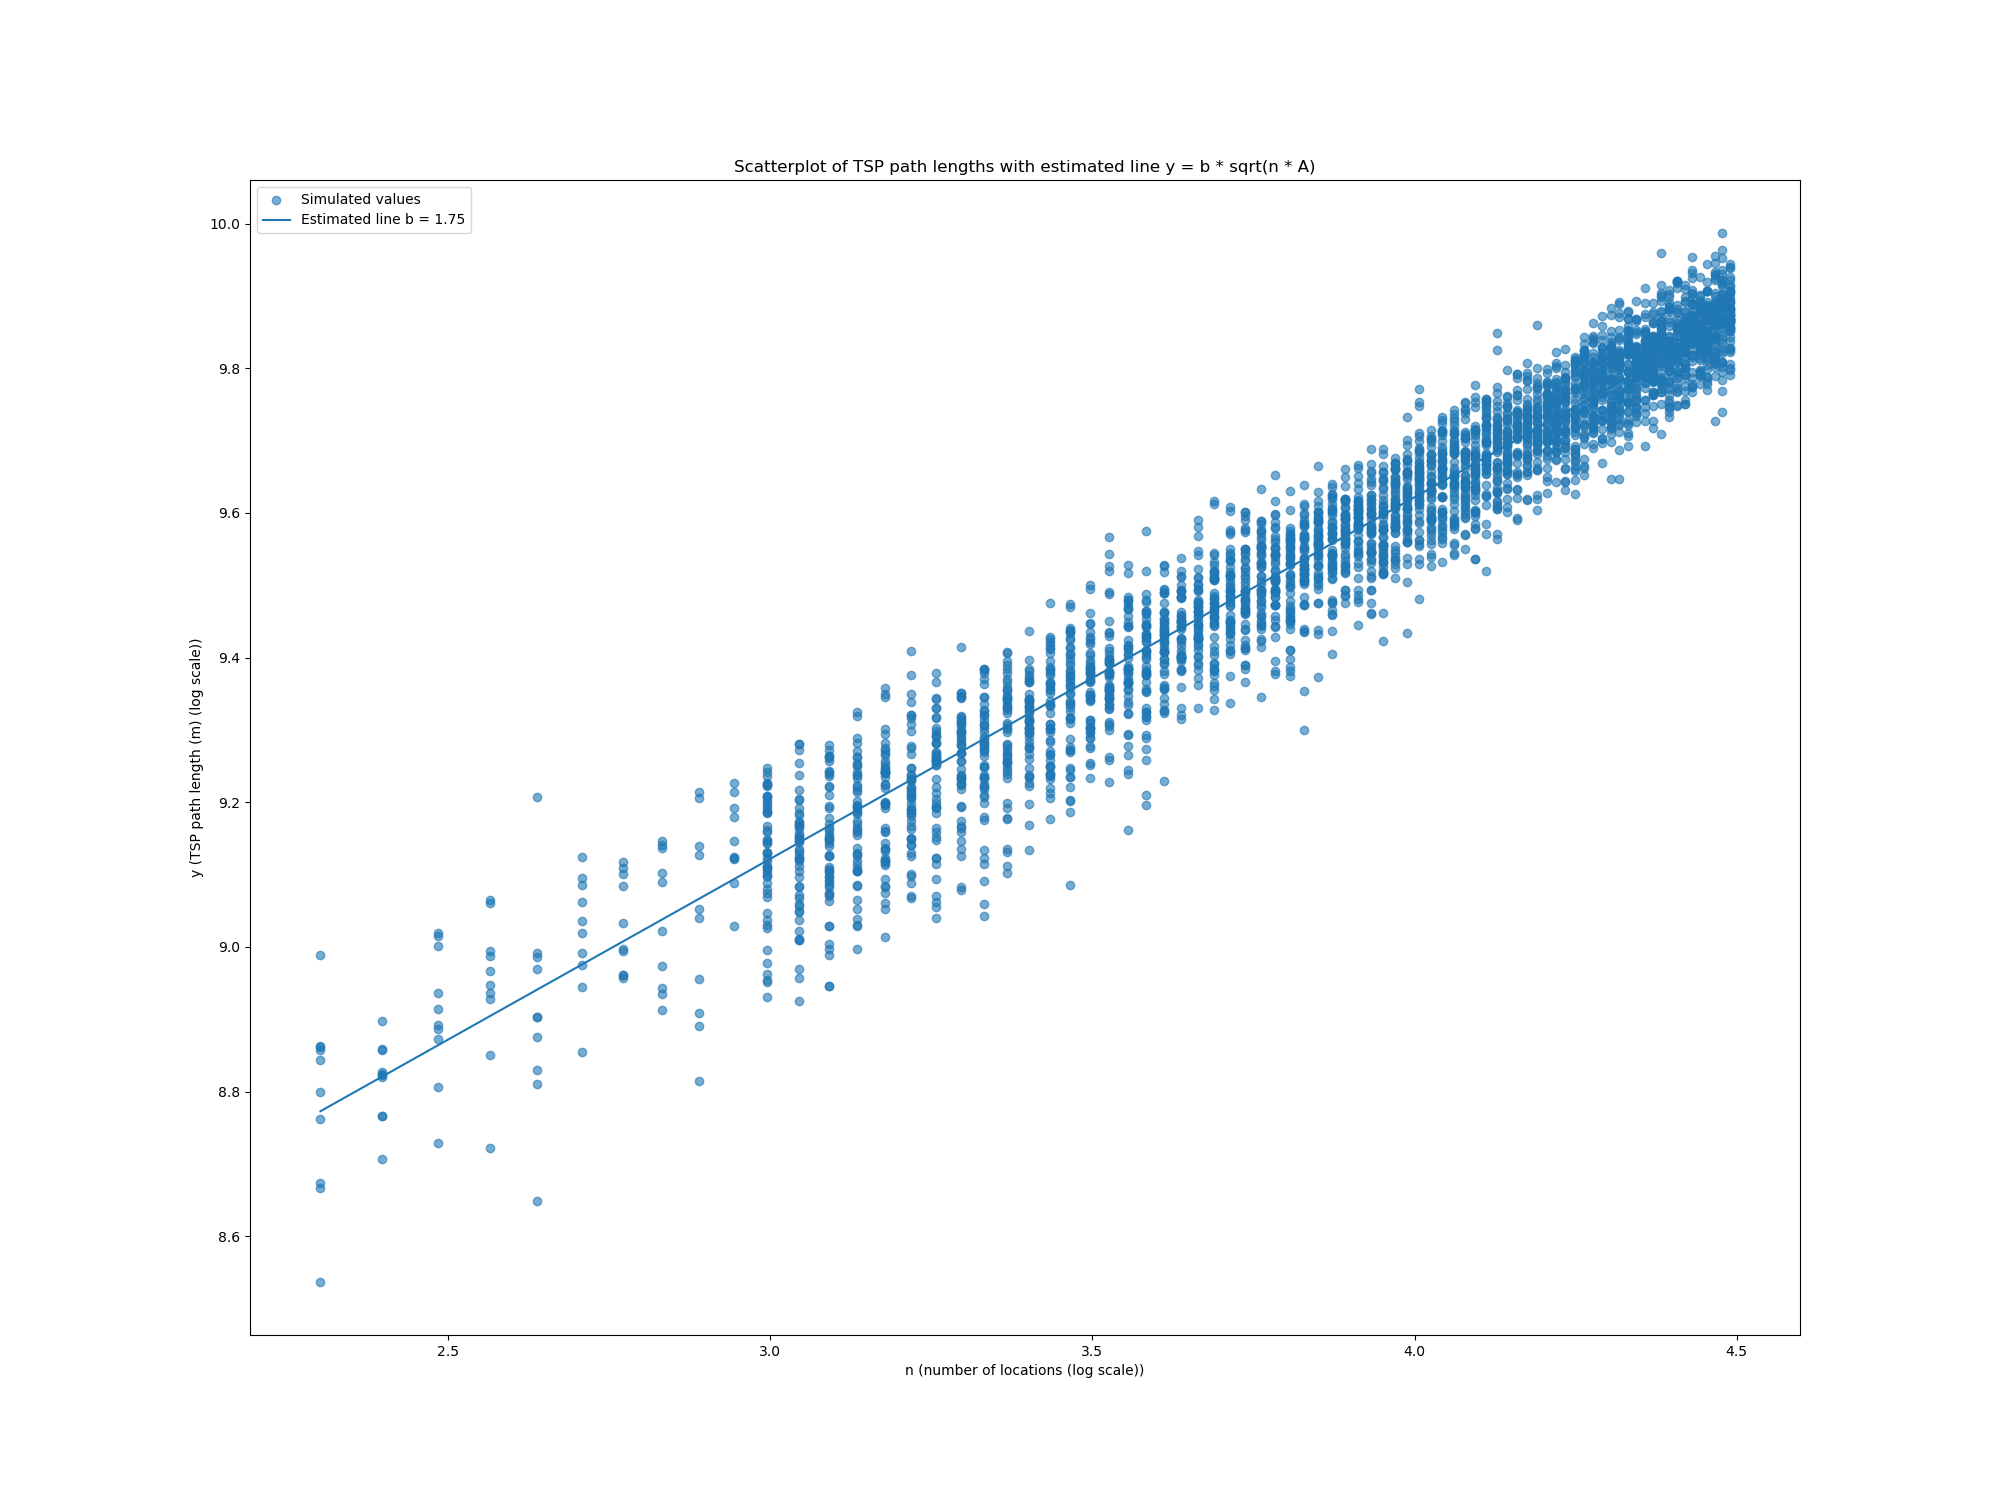 Scatterplot of TSP path lengths with estimated line y = b * sqrt(n * A)
Simulated values
Estimated line b = 1.75
10.0
9.8
9.6
9.4
9.2
9.0
8.8
8.6
y (TSP path length (m) (log scale))
2.5 3.0 3.5 4.0 4.5
n (number of locations (log scale))